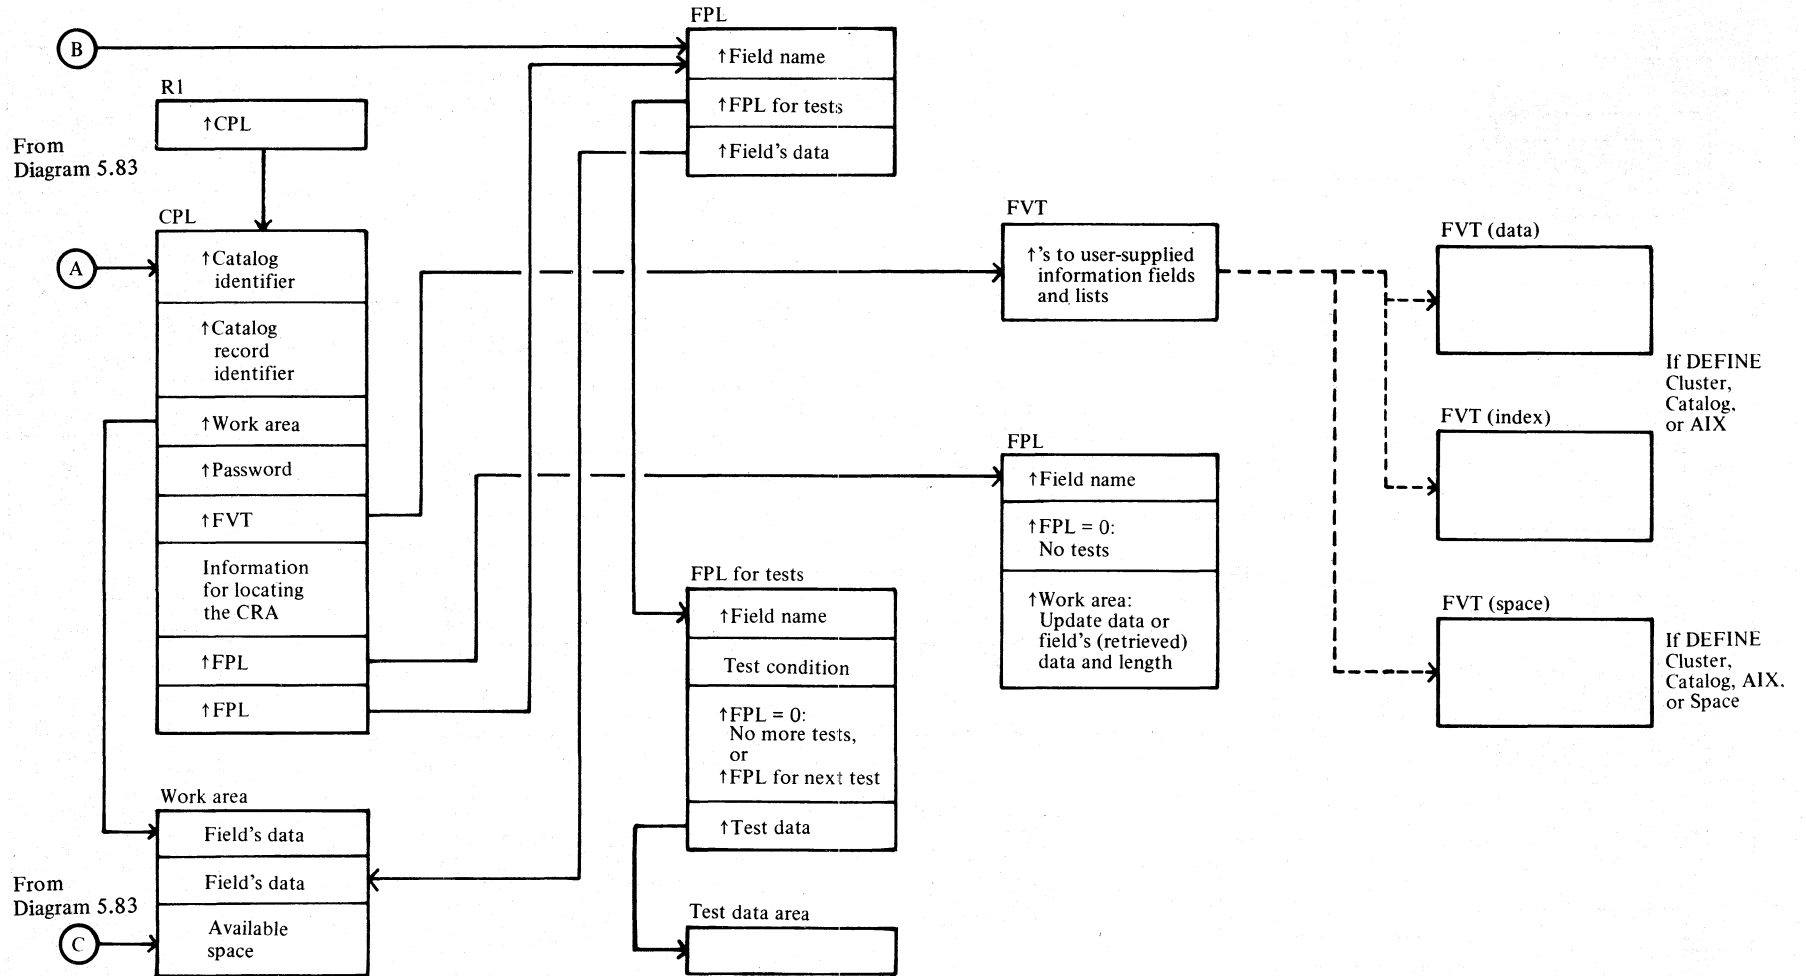 B
R1
↑CPL
From
Diagram 5.83
CPL
A
↑Catalog
identifier
↑Catalog
record
identifier
↑Work area
↑Password
↑FVT
Information
for locating
the CRA
↑FPL
↑FPL
Work area
Field's data
Field's data
Available
space
From
Diagram 5.83
C
FPL
↑Field name
↑FPL for tests
↑Field's data
FPL for tests
↑Field name
Test condition
↑FPL = 0:
No more tests,
or
↑FPL for next test
↑Test data
Test data area
FVT
↑'s to user-supplied
information fields
and lists
FPL
↑Field name
↑FPL = 0:
No tests
↑Work area:
Update data or
field's (retrieved)
data and length
FVT (data)
If DEFINE
Cluster,
Catalog,
or AIX
FVT (index)
FVT (space)
If DEFINE
Cluster,
Catalog, AIX.
or Space